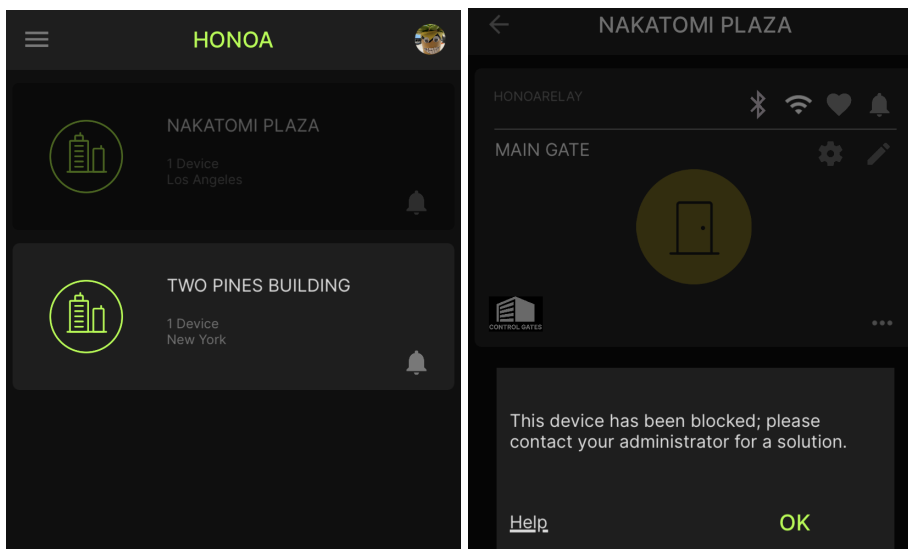 HONOA
NAKATOMI PLAZA
1 Device
Los Angeles
TWO PINES BUILDING
1 Device
New York
NAKATOMI PLAZA
HONOARELAY
MAIN GATE
CONTROL GATES
This device has been blocked; please
contact your administrator for a solution.
Help
OK